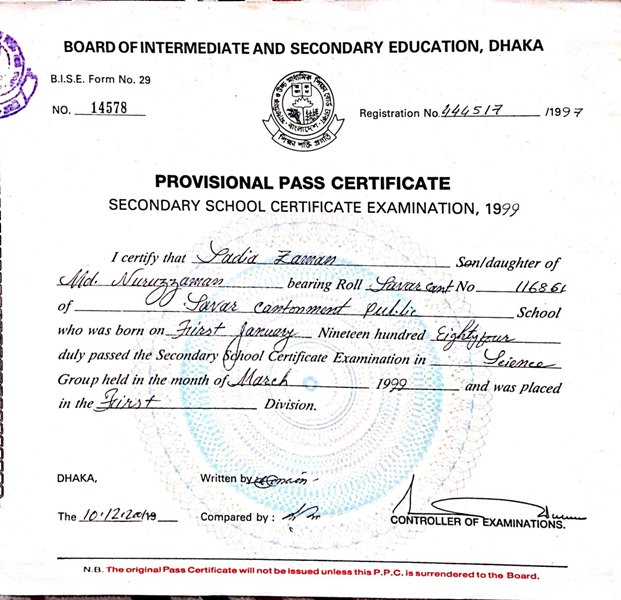 BOARD OF INTERMEDIATE AND SECONDARY EDUCATION, DHAKA
B.I.S.E. Form No. 29
NO. 14578
Registration No. 444517 /1997
বাংলাদেশ
শিক্ষা শক্তি প্রগতি
PROVISIONAL PASS CERTIFICATE
SECONDARY SCHOOL CERTIFICATE EXAMINATION, 1999
I certify that Sadia Zaman Son/daughter of
Md. Nuruzzaman bearing Roll Savar cant No 116861
of Savar Cantonment Public School
who was born on First January Nineteen hundred Eighty four
duly passed the Secondary School Certificate Examination in Science
Group held in the month of March 1999 and was placed
in the First Division.
DHAKA,
Written by
The 10.12.
Compared by :
CONTROLLER OF EXAMINATIONS.
N.B. The original Pass Certificate will not be issued unless this P.P.C. is surrendered to the Board.